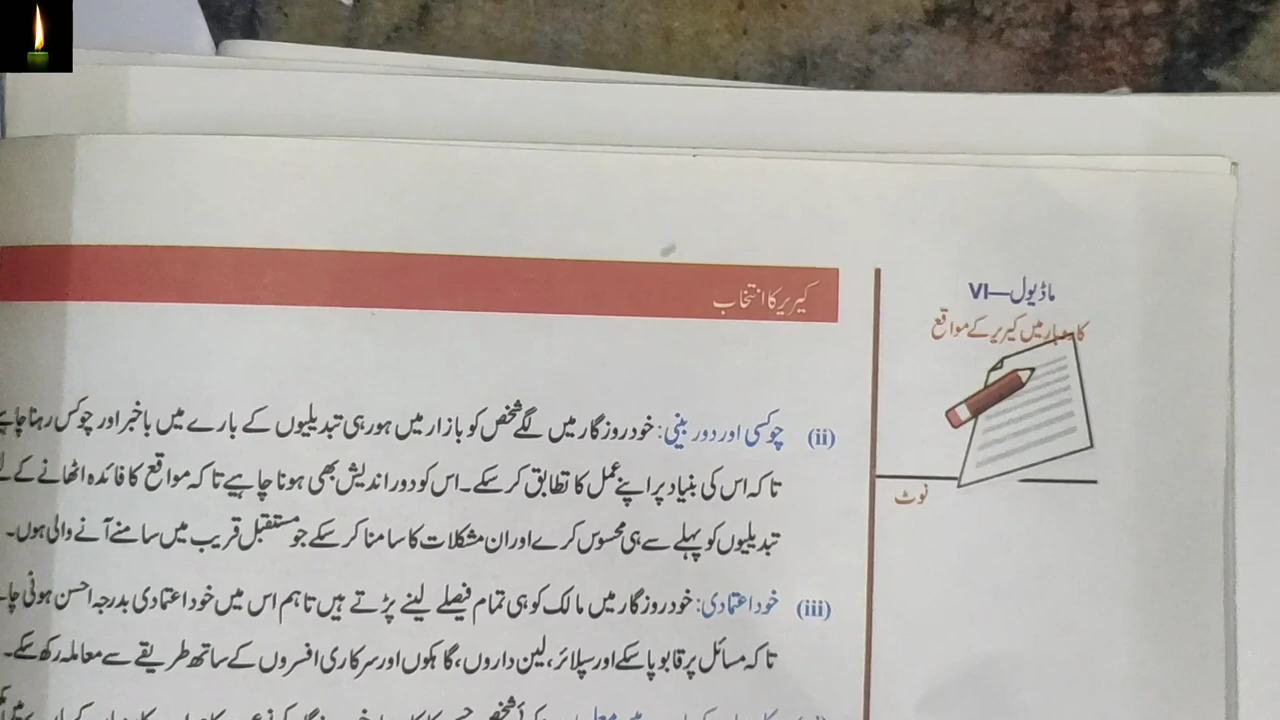 ماڈیول—VI
کاروبار میں کیریر کے مواقع
نوٹ
کیریر کا انتخاب
(ii) چوکسی اور دور بینی: خود روزگار میں لگے شخص کو بازار میں ہو رہی تبدیلیوں کے بارے میں باخبر اور چوکس رہنا چاہیے
تاکہ اس کی بنیاد پر اپنے عمل کا تطابق کر سکے۔ اس کو دور اندیش بھی ہونا چاہیے تاکہ مواقع کا فائدہ اٹھانے کے
تبدیلیوں کو پہلے سے ہی محسوس کرے اور ان مشکلات کا سامنا کر سکے جو مستقبل قریب میں سامنے آنے والی ہوں۔
(iii) خود اعتمادی: خود روزگار میں مالک کو ہی تمام فیصلے لینے پڑتے ہیں تاہم اس میں خود اعتمادی بدرجہ احسن ہونی
تاکہ مسائل پر قابو پا سکے اور سپلائر، لین داروں، گاہکوں اور سرکاری افسروں کے ساتھ طریقے سے معاملہ رکھ سکے۔